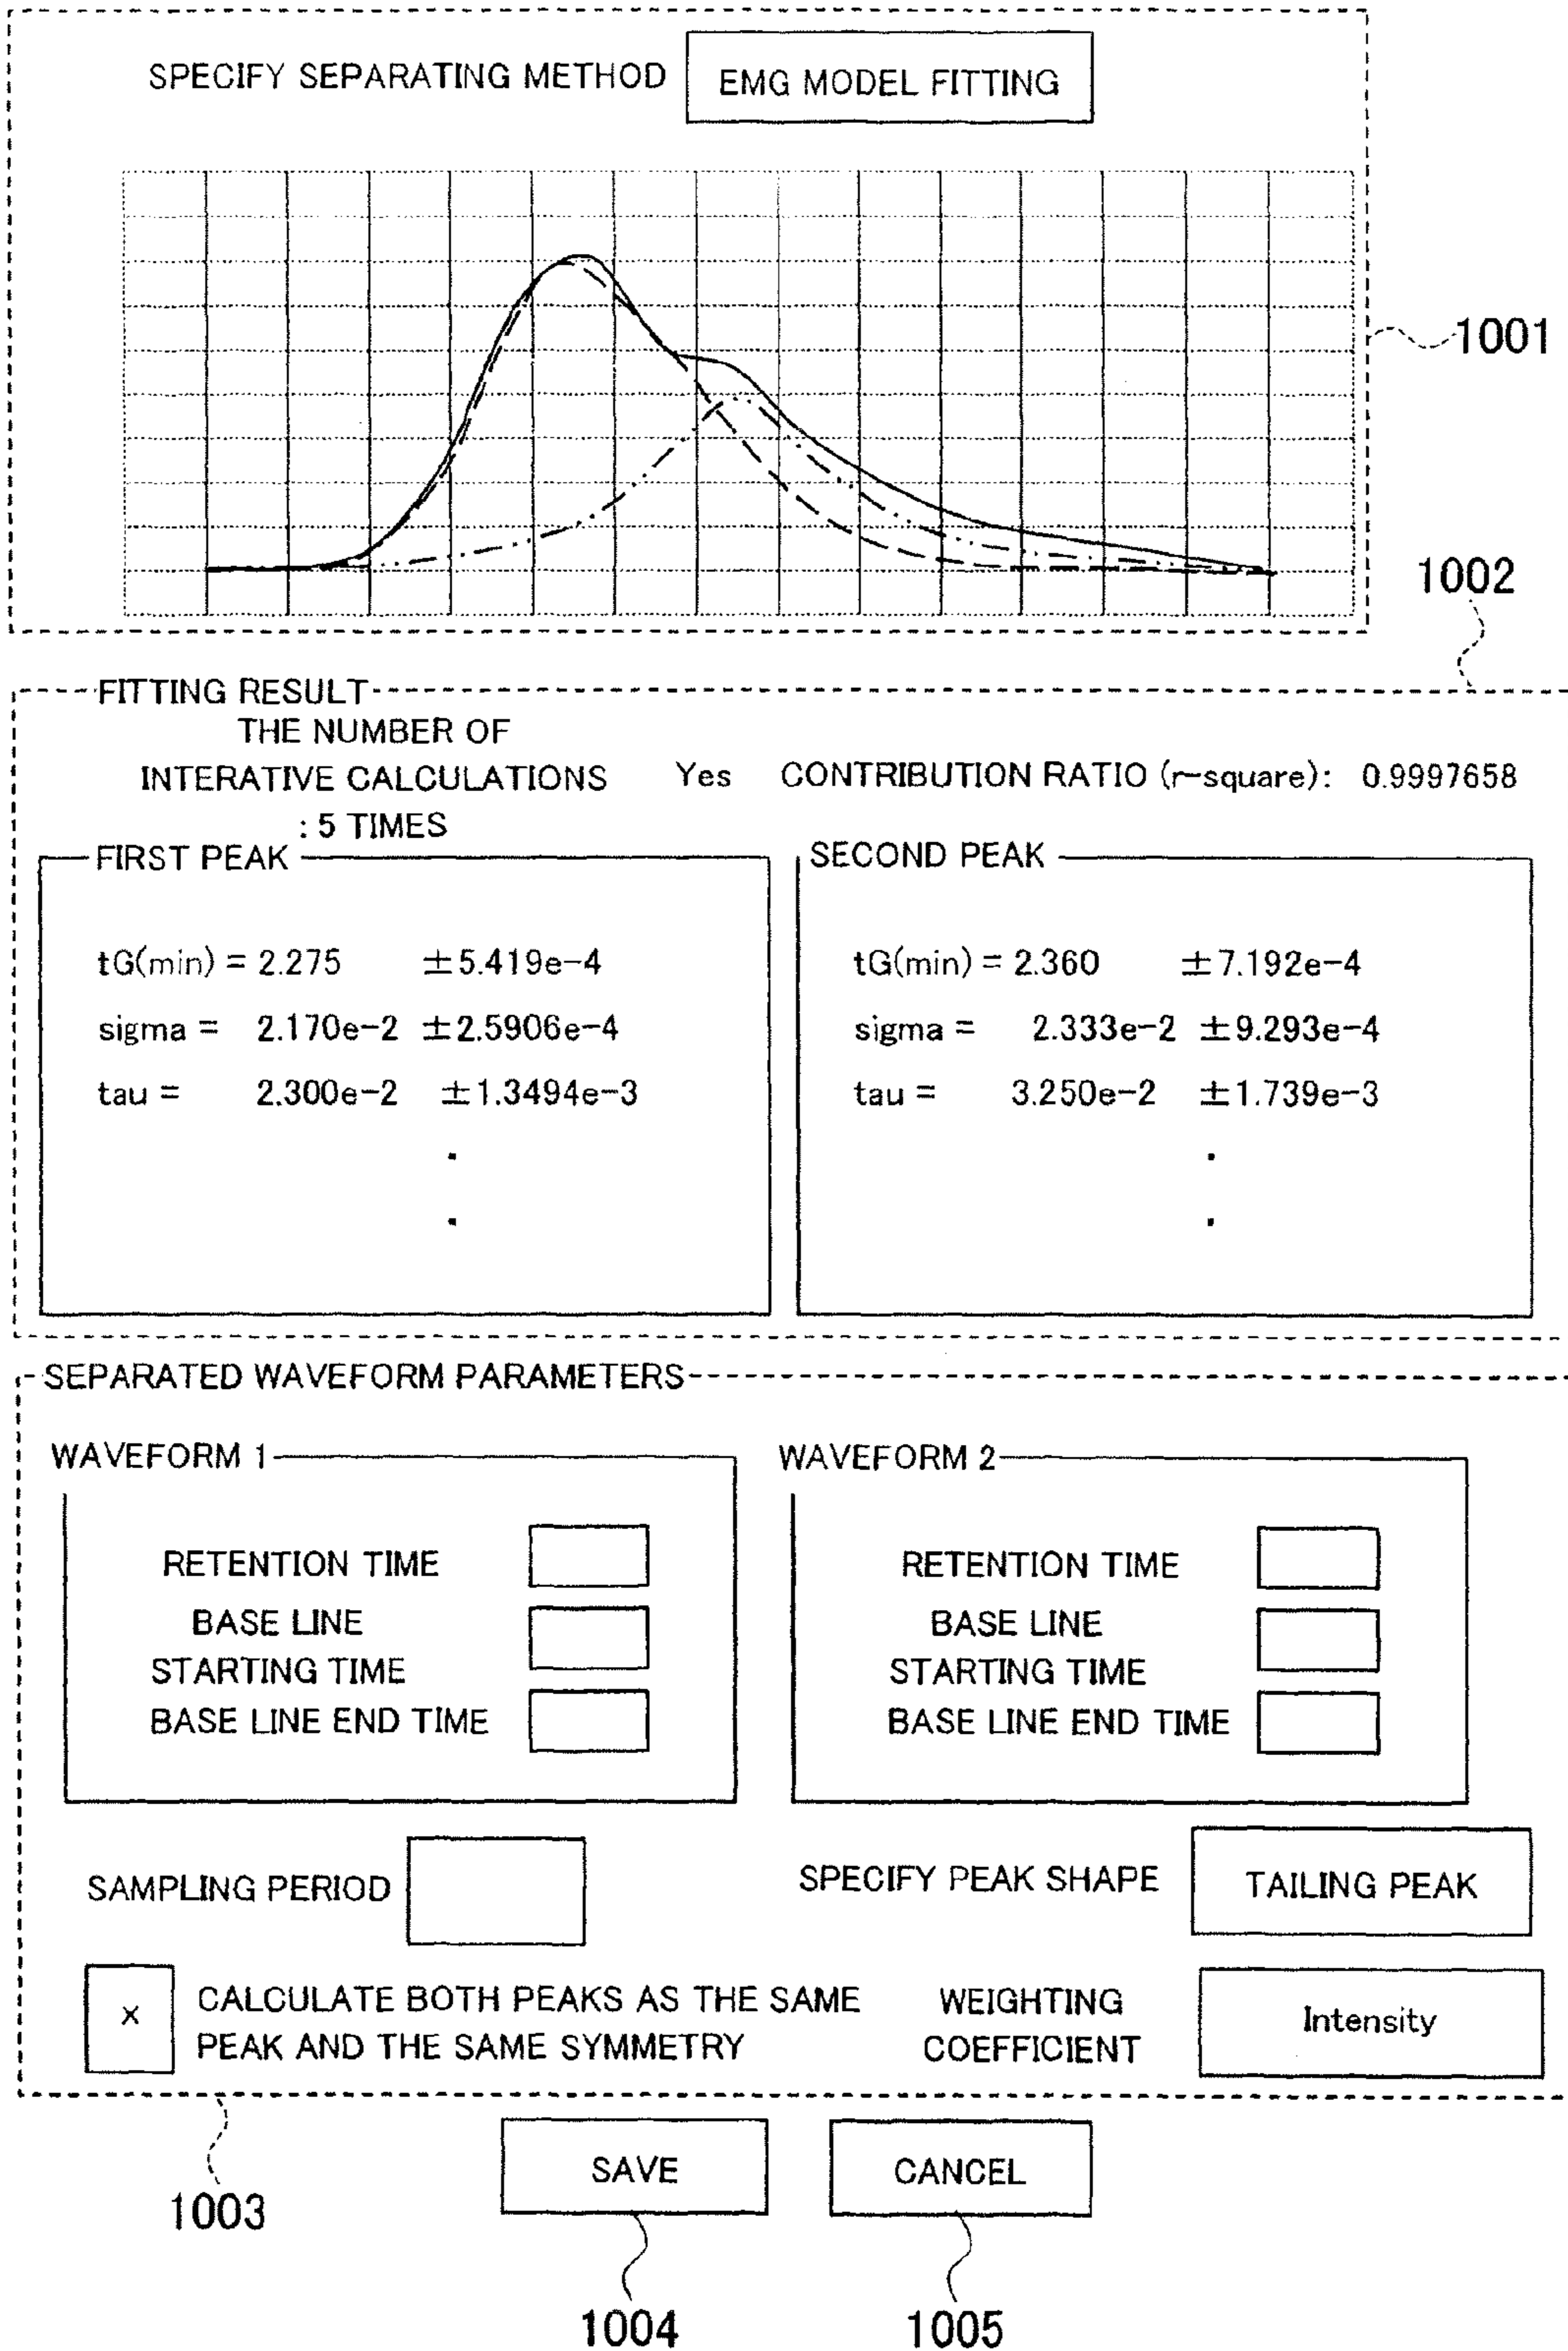 SPECIFY SEPARATING METHOD EMG MODEL FITTING
1001
1002
FITTING RESULT
THE NUMBER OF
INTERATIVE CALCULATIONS Yes CONTRIBUTION RATIO (r-square): 0.9997658
: 5 TIMES
FIRST PEAK
tG(min) = 2.275 ±5.419e-4
sigma = 2.170e-2 ±2.5906e-4
tau = 2.300e-2 ±1.3494e-3
SECOND PEAK
tG(min) = 2.360 ±7.192e-4
sigma = 2.333e-2 ±9.293e-4
tau = 3.250e-2 ±1.739e-3
SEPARATED WAVEFORM PARAMETERS
WAVEFORM 1
RETENTION TIME
BASE LINE
STARTING TIME
BASE LINE END TIME
WAVEFORM 2
RETENTION TIME
BASE LINE
STARTING TIME
BASE LINE END TIME
SAMPLING PERIOD
SPECIFY PEAK SHAPE TAILING PEAK
x CALCULATE BOTH PEAKS AS THE SAME
PEAK AND THE SAME SYMMETRY
WEIGHTING
COEFFICIENT
Intensity
1003
SAVE
CANCEL
1004
1005